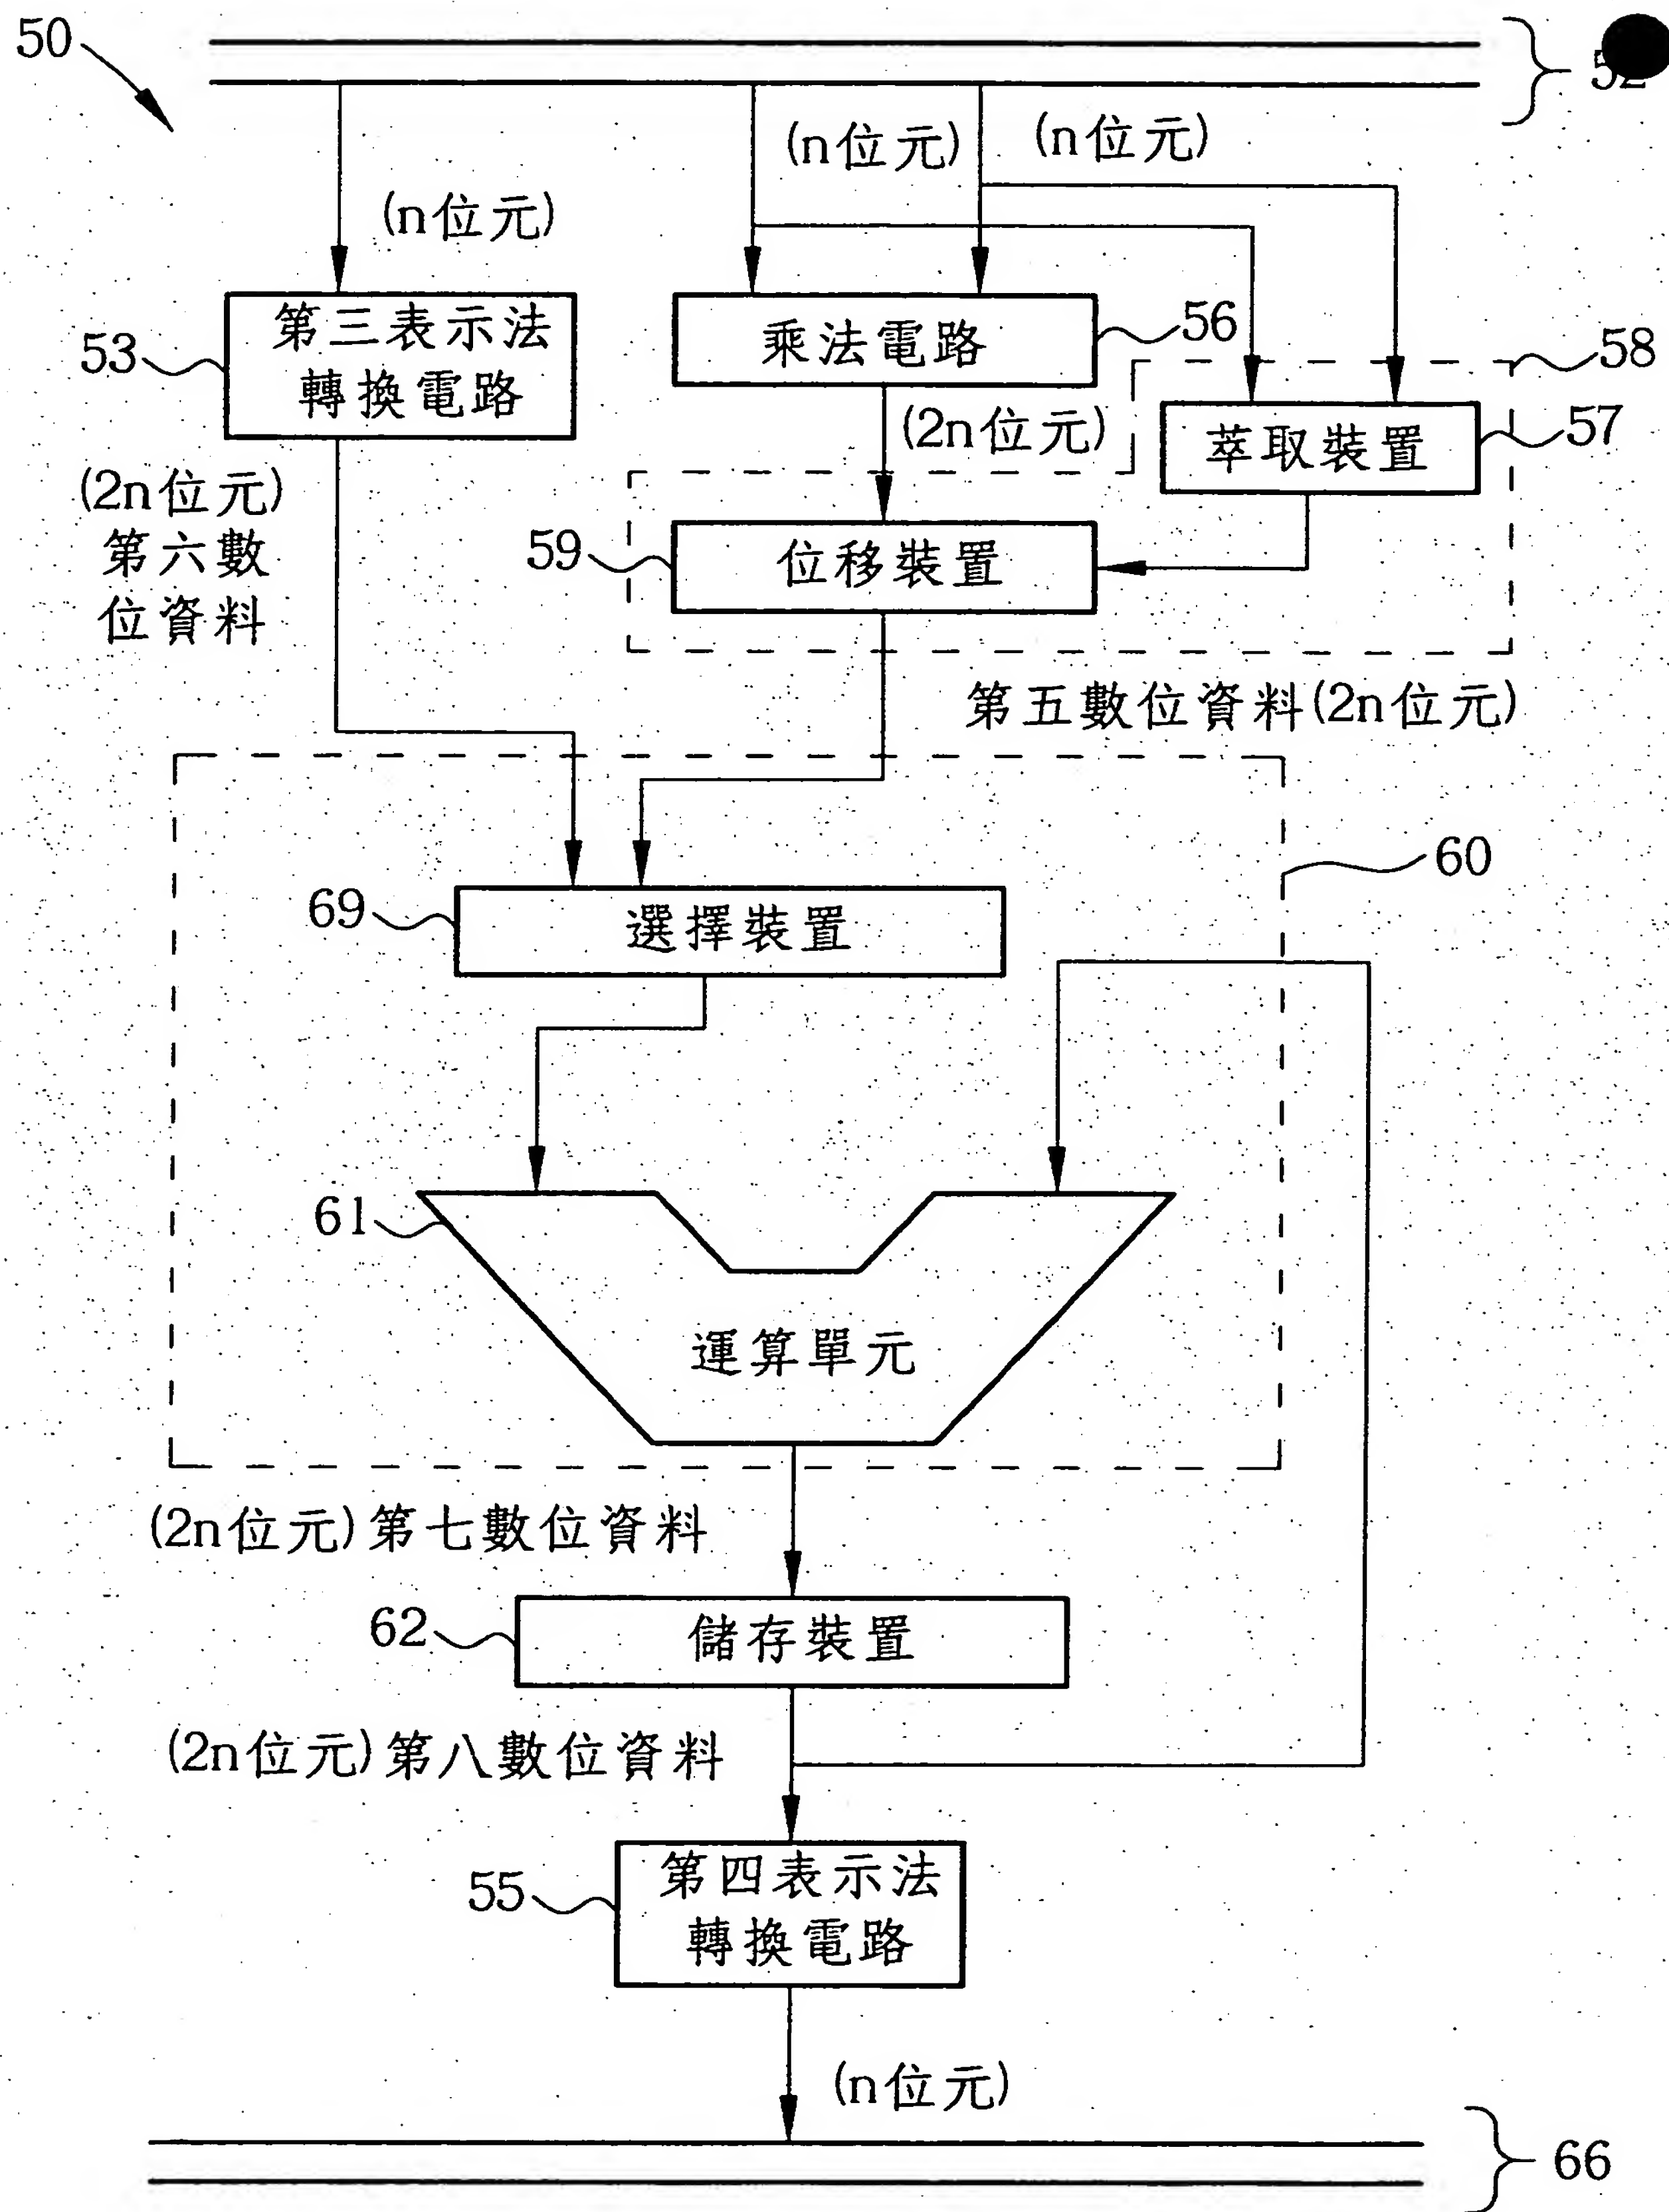 50
(n位元)
(n位元)
(n位元)
第三表示法
轉換電路
53
乘法電路
56
58
(2n位元)
萃取裝置
57
(2n位元)
第六數
位資料
59
位移裝置
第五數位資料(2n位元)
60
69
選擇裝置
61
運算單元
(2n位元)第七數位資料
62
儲存裝置
(2n位元)第八數位資料
55
第四表示法
轉換電路
(n位元)
66